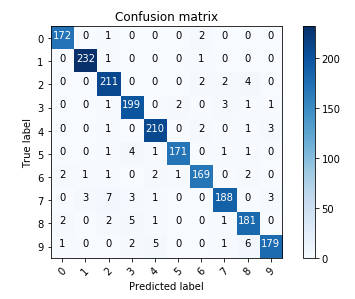 Confusion matrix
0 172 0 1 0 0 0 2 0 0 0
1 0 232 1 0 0 0 1 0 0 0
2 0 0 211 0 0 0 2 2 4 0
3 0 0 1 199 0 2 0 3 1 1
4 0 0 1 0 210 0 2 0 1 3
5 0 0 1 4 1 171 0 1 1 0
6 2 1 1 0 2 1 169 0 2 0
7 0 3 7 3 1 0 0 188 0 3
8 2 0 2 5 1 0 0 1 181 0
9 1 0 0 2 5 0 0 1 6 179
0 1 2 3 4 5 6 7 8 9
True label
Predicted label
200
150
100
50
0